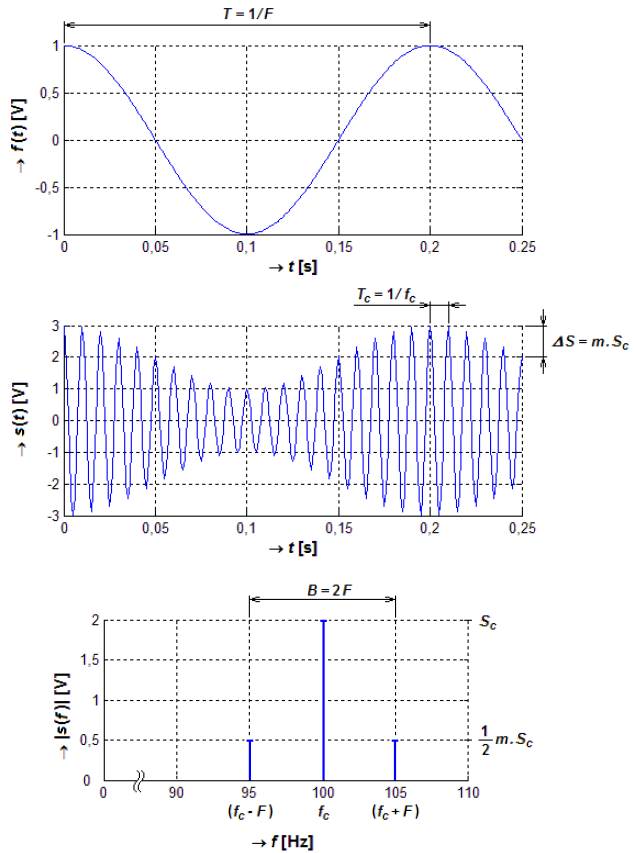 T = 1/F
1
0,5
0
-0,5
-1
→ f(t) [V]
0
0,05
0,1
0,15
0,2
0.25
→ t [s]
T_c = 1/f_c
3
2
1
0
-1
-2
3
→ s(t) [V]
ΔS = m.S_c
0
0,05
0,1
0,15
0,2
0,25
→ t [s]
B = 2F
2
1,5
1
0,5
0
→ |s(f)| [V]
S_c
1/2 m.S_c
0
90
95
100
105
110
(f_c - F)
f_c
(f_c + F)
→ f [Hz]